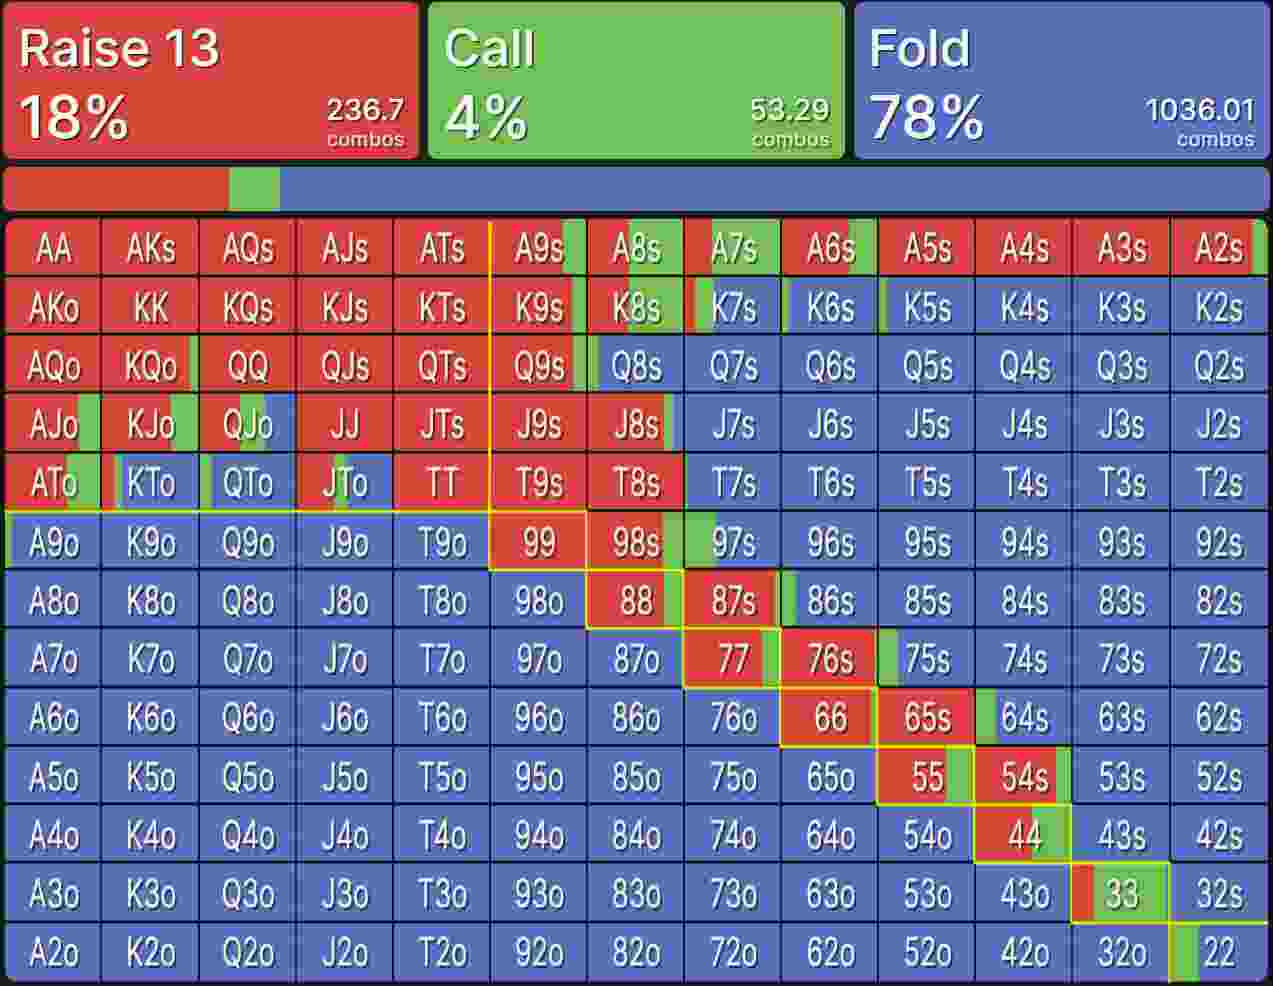 Raise 13 Call Fold
18% 236.7 combos 4% 53.29 combos 78% 1036.01 combos
AA AKs AQs AJs ATs A9s A8s A7s A6s A5s A4s A3s A2s
AKo KK KQs KJs KTs K9s K8s K7s K6s K5s K4s K3s K2s
AQo KQo QQ QJs QTs Q9s Q8s Q7s Q6s Q5s Q4s Q3s Q2s
AJo KJo QJo JJ JTs J9s J8s J7s J6s J5s J4s J3s J2s
ATo KTo QTo JTo TT T9s T8s T7s T6s T5s T4s T3s T2s
A9o K9o Q9o J9o T9o 99 98s 97s 96s 95s 94s 93s 92s
A8o K8o Q8o J8o T8o 98o 88 87s 86s 85s 84s 83s 82s
A7o K7o Q7o J7o T7o 97o 87o 77 76s 75s 74s 73s 72s
A6o K6o Q6o J6o T6o 96o 86o 76o 66 65s 64s 63s 62s
A5o K5o Q5o J5o T5o 95o 85o 75o 65o 55 54s 53s 52s
A4o K4o Q4o J4o T4o 94o 84o 74o 64o 54o 44 43s 42s
A3o K3o Q3o J3o T3o 93o 83o 73o 63o 53o 43o 33 32s
A2o K2o Q2o J2o T2o 92o 82o 72o 62o 52o 42o 32o 22